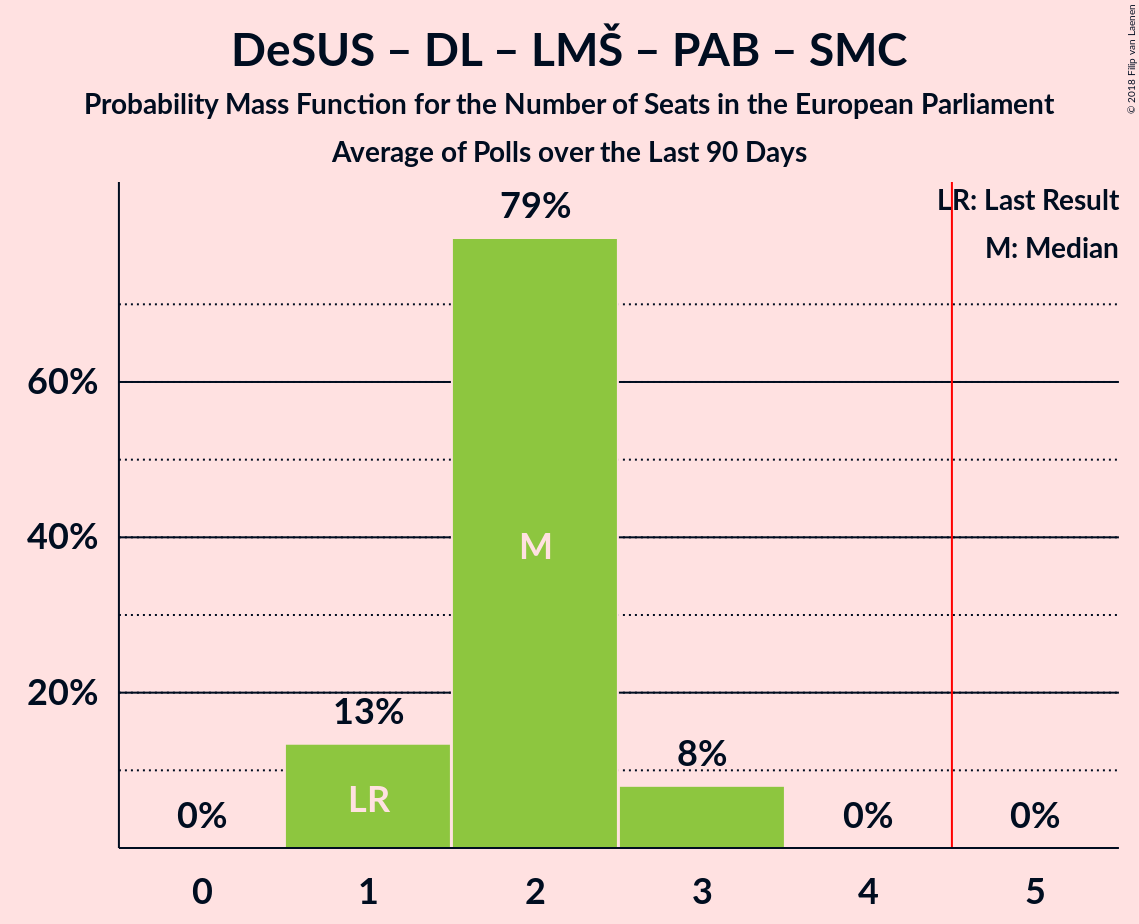 DeSUS – DL – LMŠ – PAB – SMC
Probability Mass Function for the Number of Seats in the European Parliament
Average of Polls over the Last 90 Days
© 2018 Filip van Laenen
LR: Last Result
M: Median
79%
60%
M
40%
20%
13%
8%
LR
0%
0%
0%
0 1 2 3 4 5